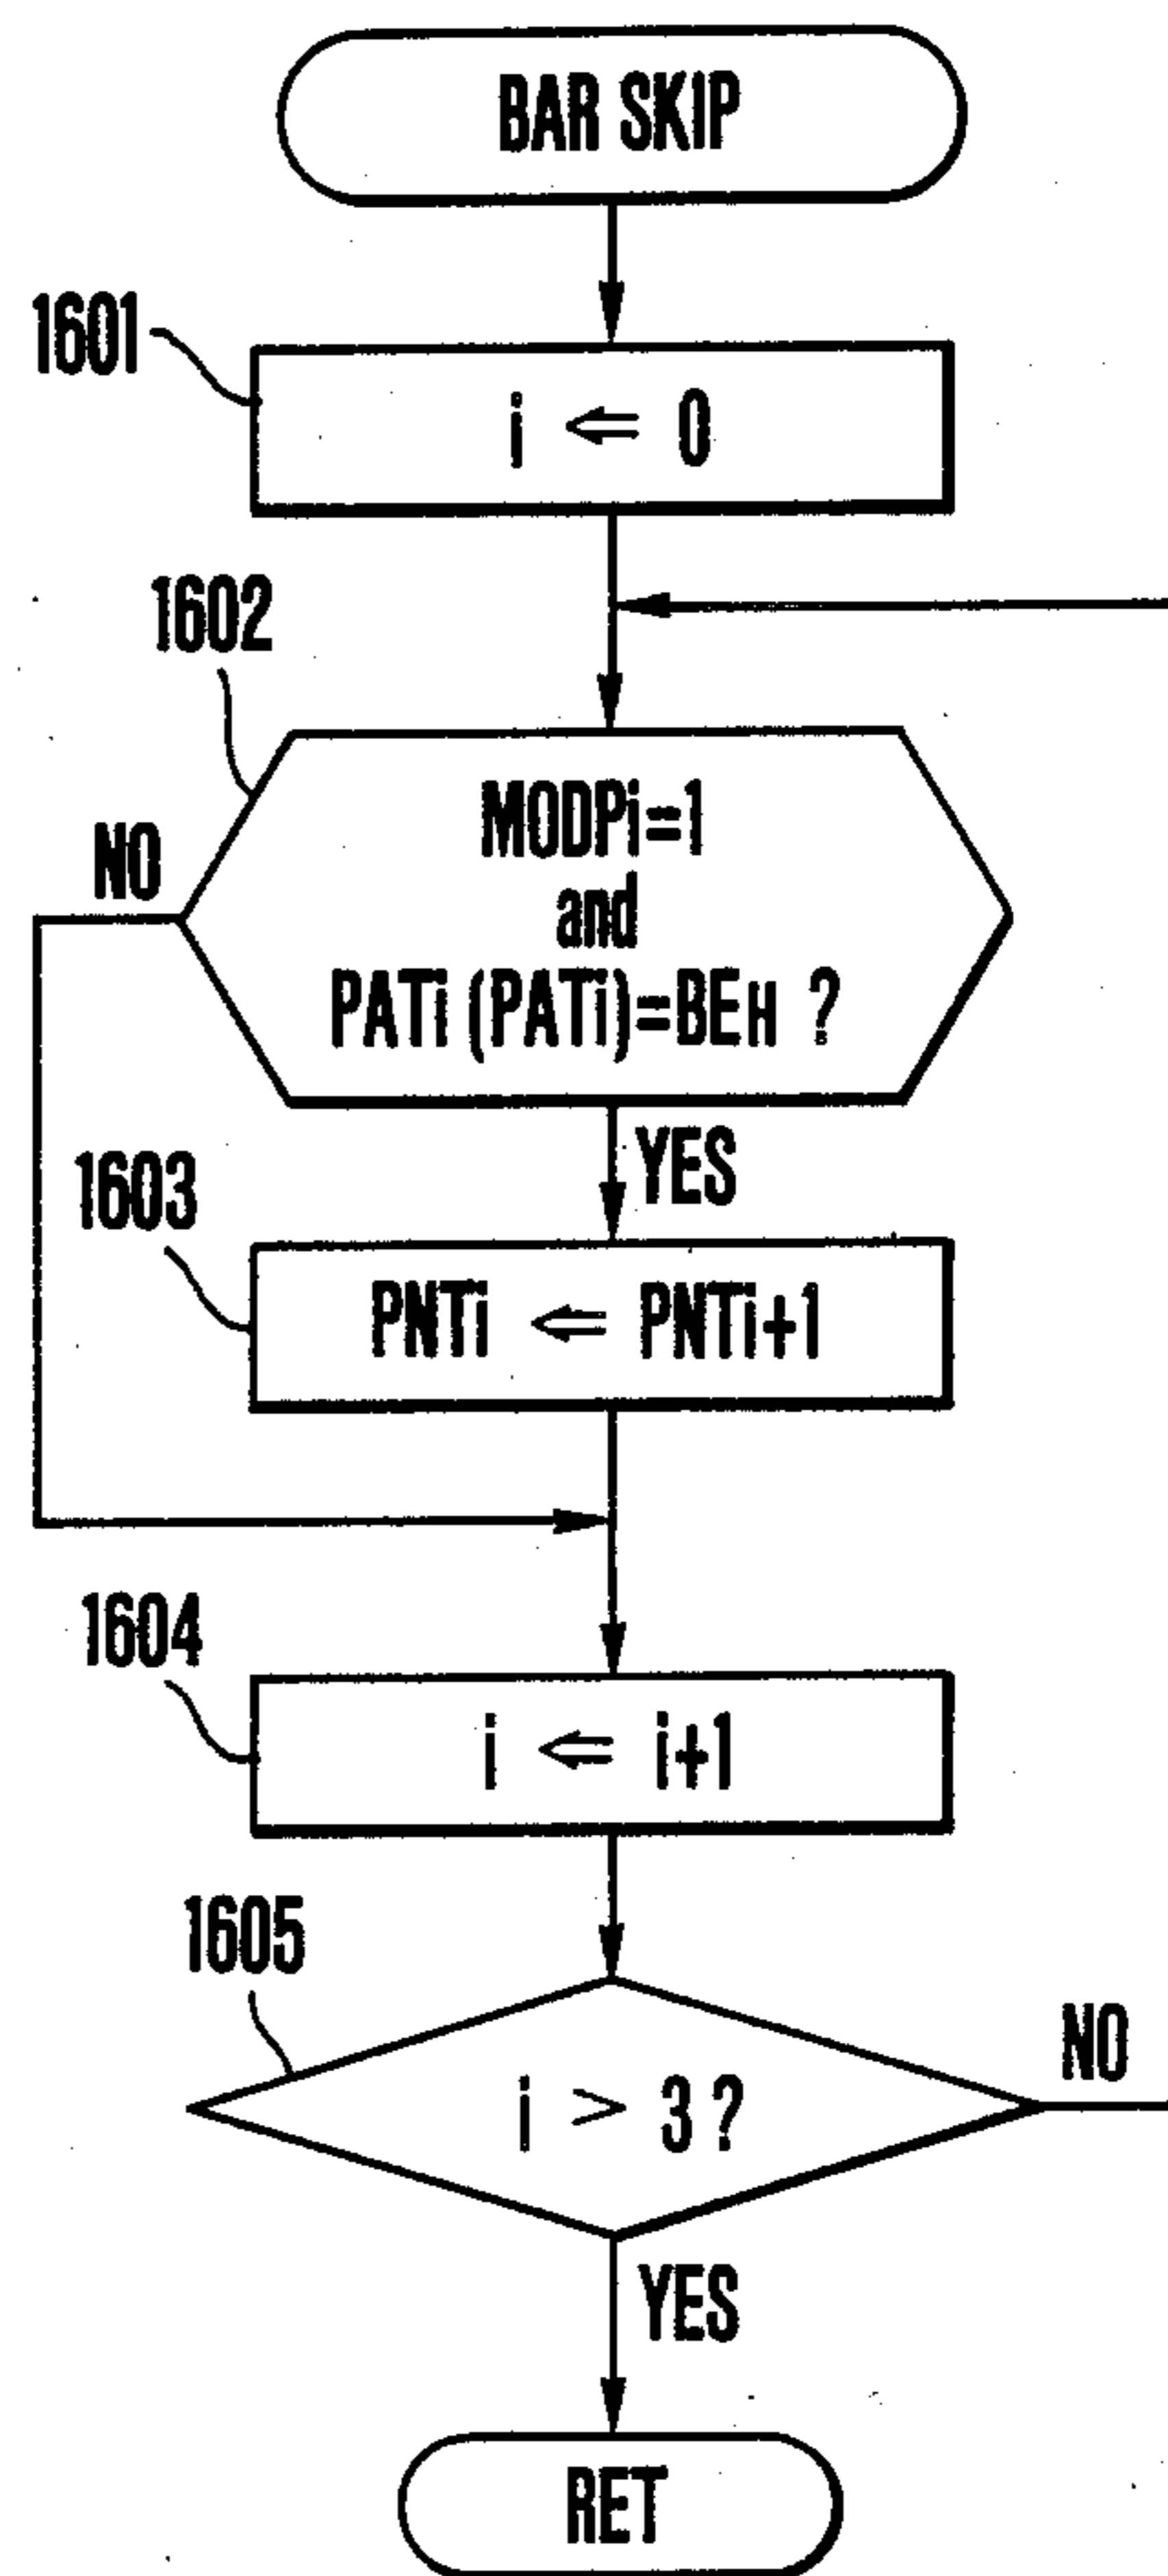 BAR SKIP
1601
i ⇐ 0
1602
MODPi=1
and
PATi (PATi)=BEH ?
NO
YES
1603
PNTi ⇐ PNTi+1
1604
i ⇐ i+1
1605
i > 3 ?
NO
YES
RET